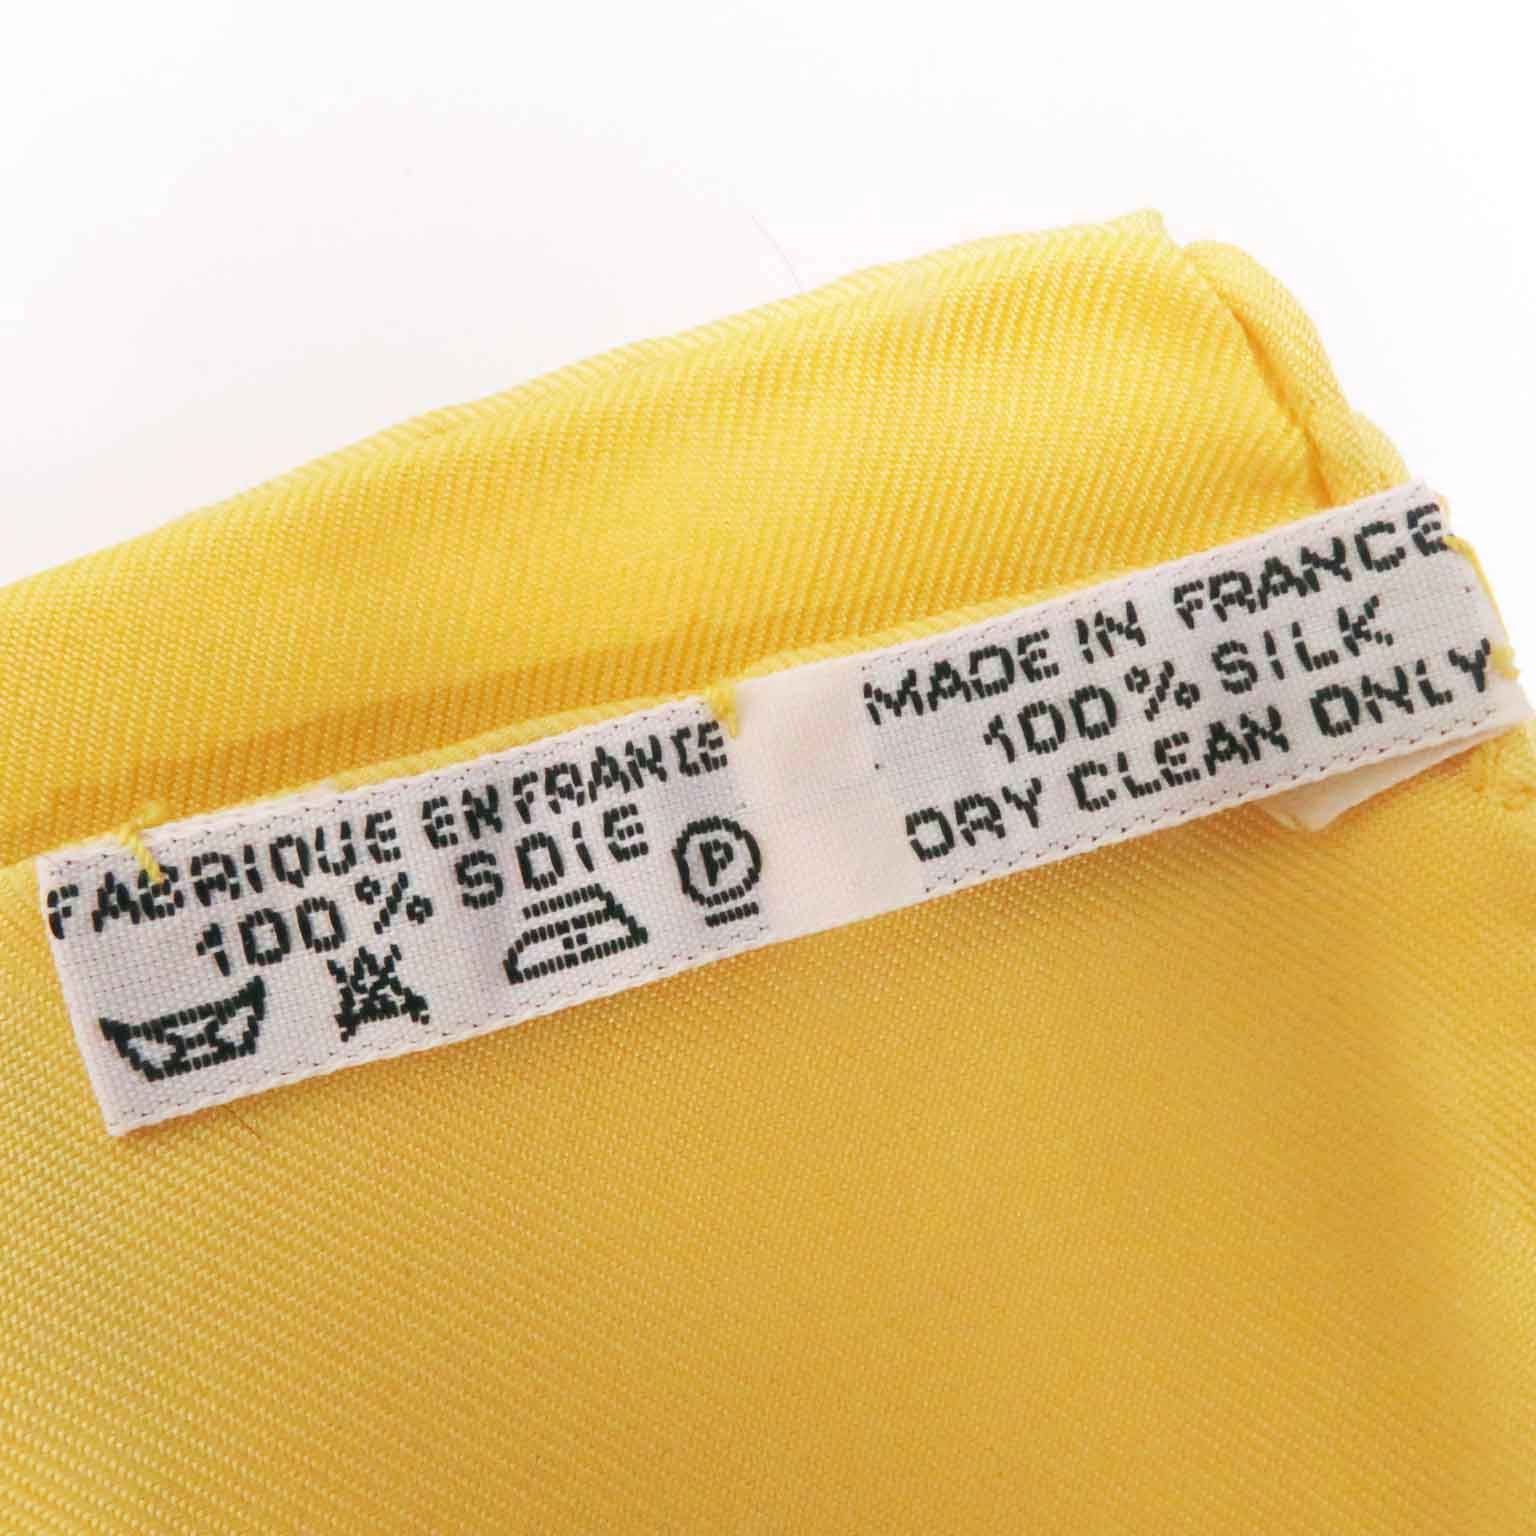 FABRIQUE EN FRANCE
100% SOIE
P
MADE IN FRANCE
100% SILK
DRY CLEAN ONLY